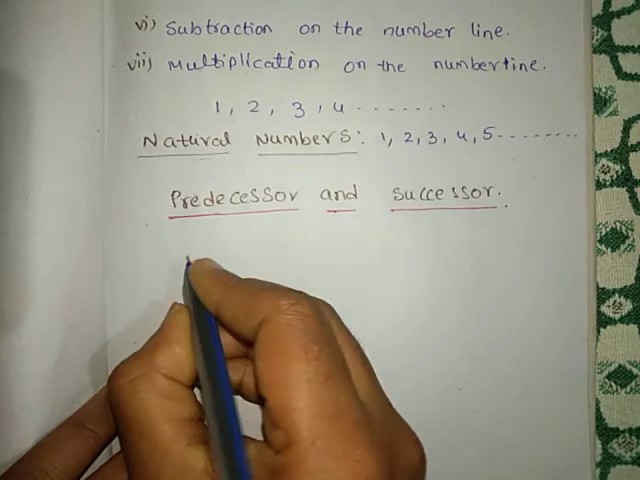 vi) Subtraction on the number line.
vii) Multiplication on the numberline.
1, 2, 3, 4 .......
Natural Numbers: 1, 2, 3, 4, 5........
Predecessor and Successor.